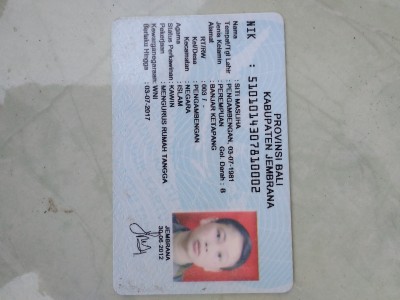 PROVINSI BALI
KABUPATEN JEMBRANA
NIK : 5101014307810002
Nama : SITI MASLIHA
Tempat/Tgl Lahir : PENGAMBENGAN, 03-07-1981
Jenis Kelamin : PEREMPUAN Gol. Darah : B
Alamat : BANJAR KETAPANG
RT/RW : 003 / -
Kel/Desa : PENGAMBENGAN
Kecamatan : NEGARA
Agama : ISLAM
Status Perkawinan : KAWIN
Pekerjaan : MENGURUS RUMAH TANGGA
Kewarganegaraan : WNI
Berlaku Hingga : 03-07-2017
JEMBRANA
30-06-2012